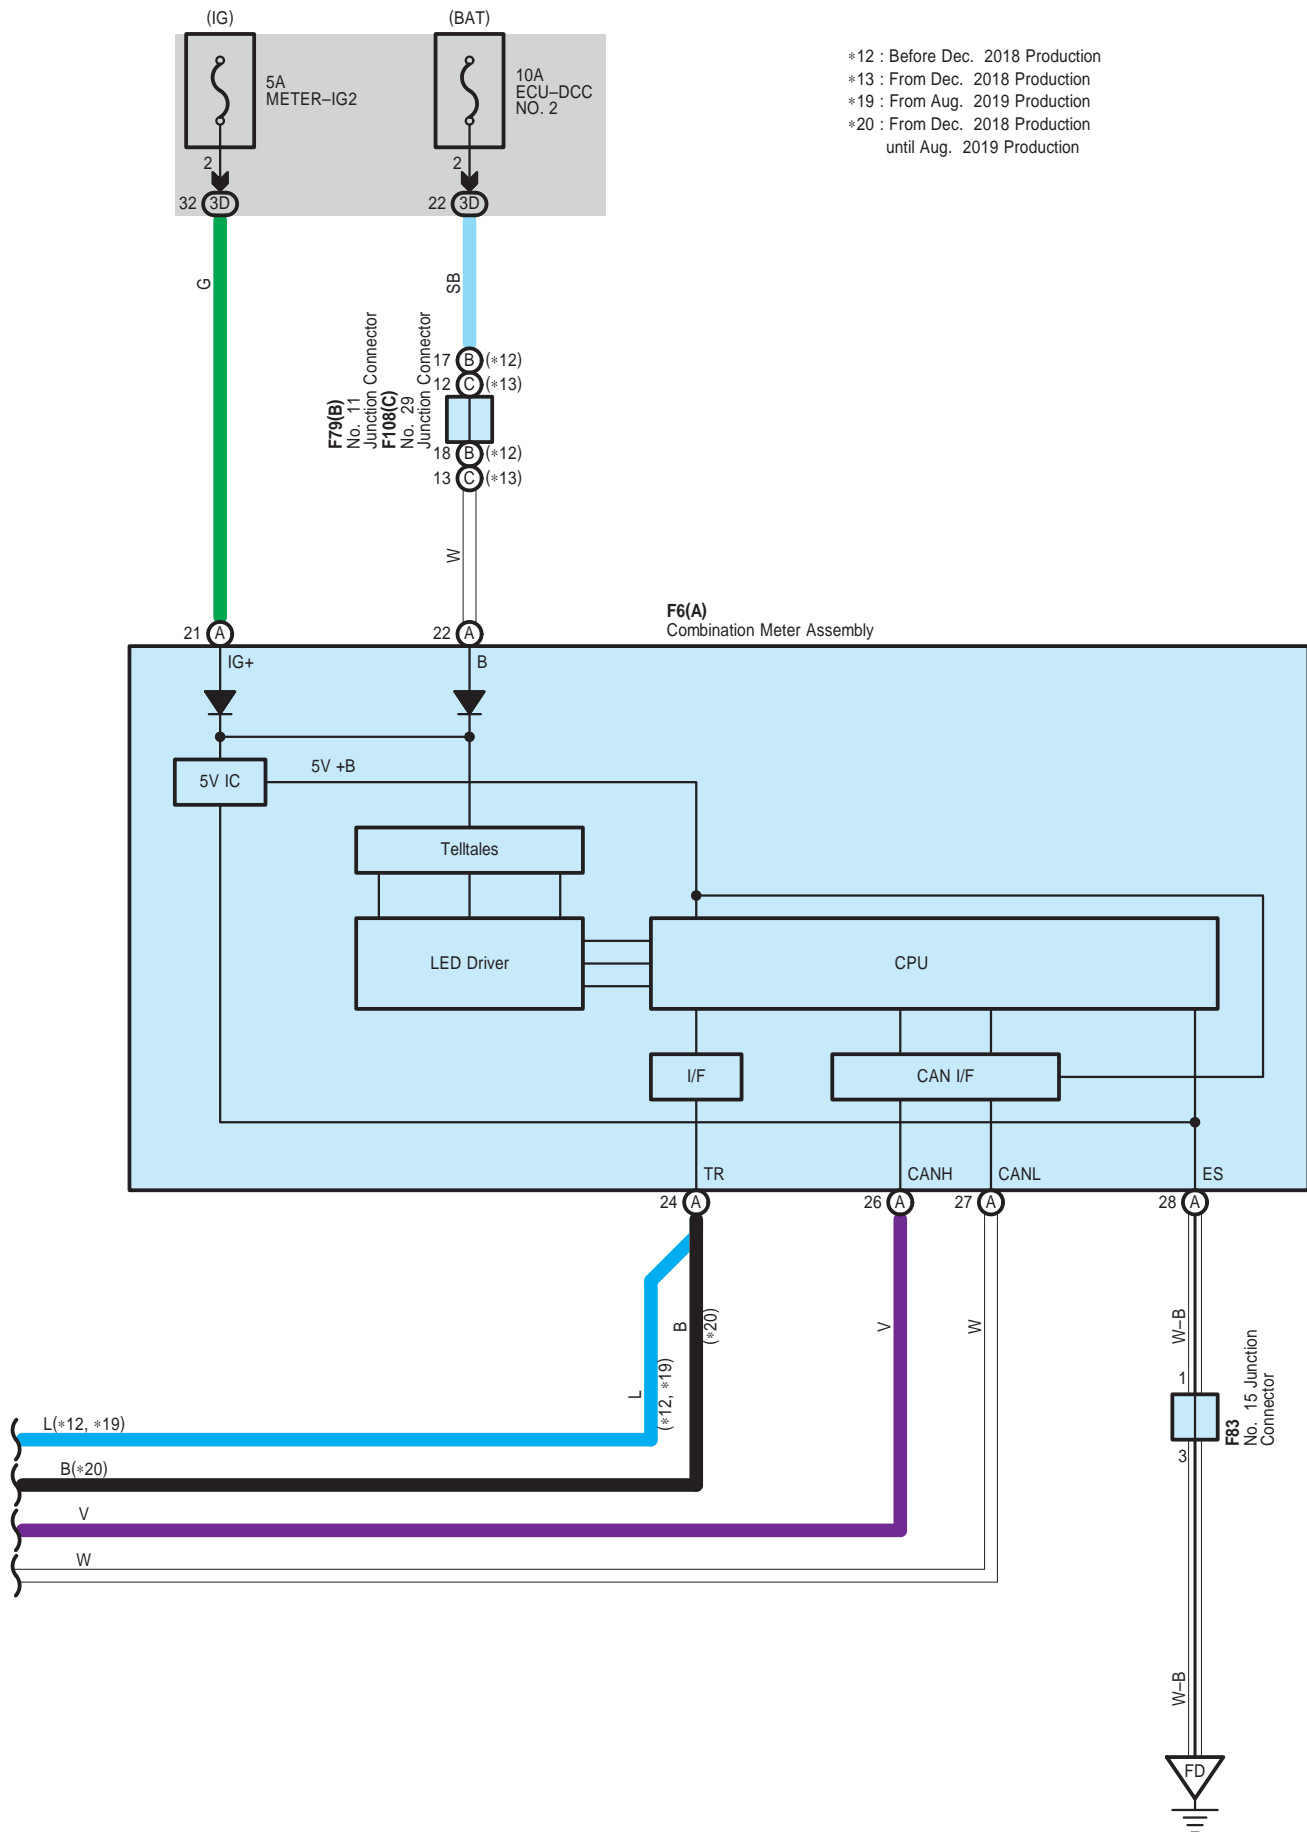 (IG)
(BAT)
∗12 : Before Dec. 2018 Production
∗13 : From Dec. 2018 Production
∗19 : From Aug. 2019 Production
∗20 : From Dec. 2018 Production
until Aug. 2019 Production
5A
METER–IG2
10A
ECU–DCC
NO. 2
2
2
32 3D
22 3D
G
SB
F79(B)
No. 11
Junction Connector
F108(C)
No. 29
Junction Connector
17 B (∗12)
12 C (∗13)
18 B (∗12)
13 C (∗13)
W
F6(A)
Combination Meter Assembly
21 A
22 A
IG+
B
5V IC
5V +B
Telltales
LED Driver
CPU
I/F
CAN I/F
TR
CANH
CANL
ES
24 A
26 A
27 A
28 A
L
(∗12, ∗19)
B
(∗20)
V
W
W–B
1
F83
No. 15 Junction
Connector
3
L(∗12, ∗19)
B(∗20)
V
W
W–B
FD